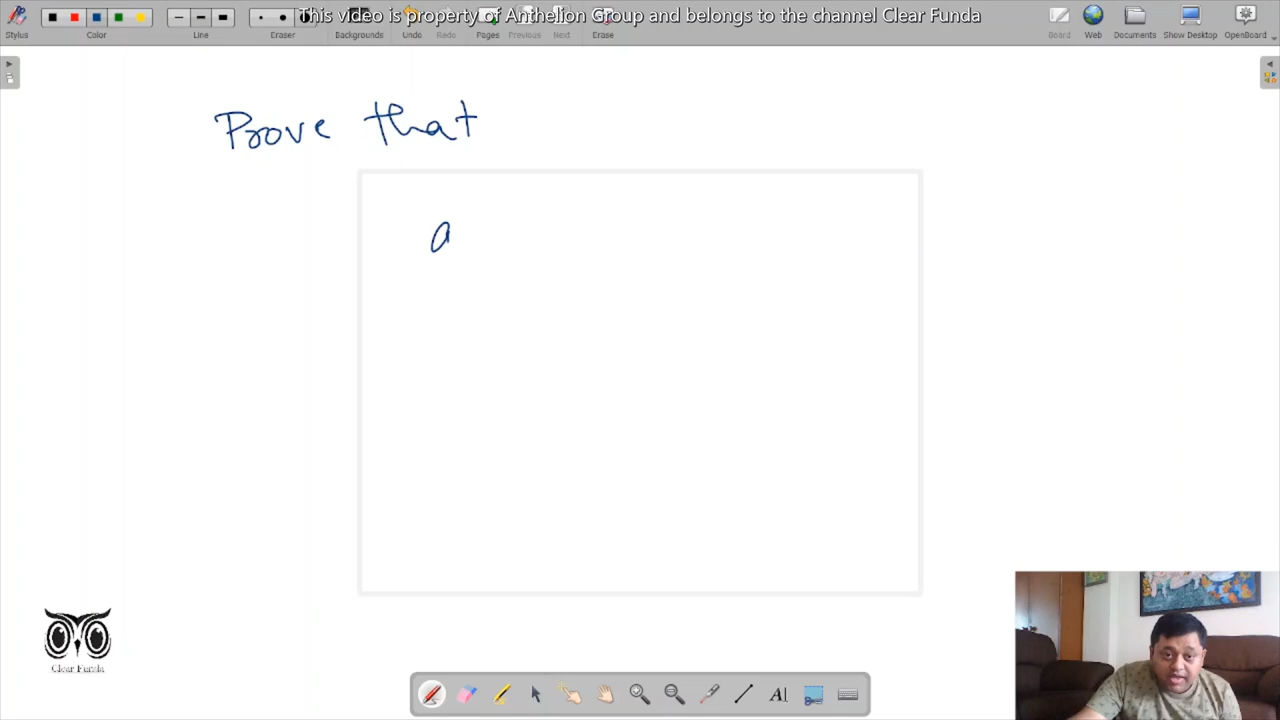 This video is property of Anthelion Group and belongs to the channel Clear Funda
Stylus Color Line Eraser Backgrounds Undo Redo Pages Previous Next Erase Board Web Documents Show Desktop OpenBoard
Prove that
a
Clear Funda